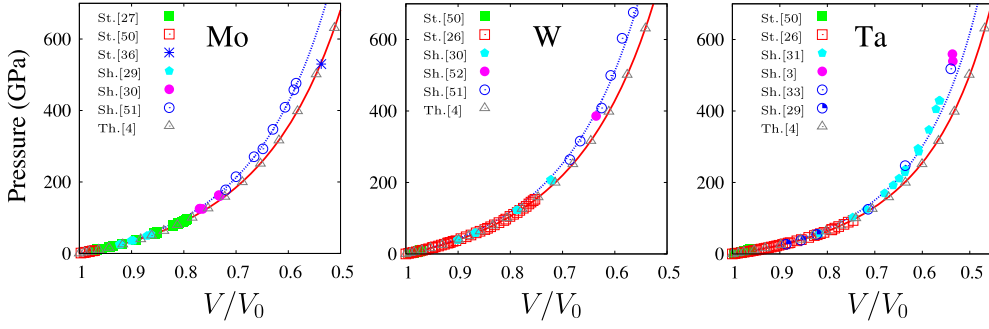 Pressure (GPa)
600
400
200
0
Mo
St.[27]
St.[50]
St.[36]
Sh.[29]
Sh.[30]
Sh.[51]
Th.[4]
1 0.9 0.8 0.7 0.6 0.5
V/V0
600
400
200
0
W
St.[50]
St.[26]
Sh.[30]
Sh.[52]
Sh.[51]
Th.[4]
1 0.9 0.8 0.7 0.6 0.5
V/V0
600
400
200
0
Ta
St.[50]
St.[26]
Sh.[31]
Sh.[3]
Sh.[33]
Sh.[29]
Th.[4]
1 0.9 0.8 0.7 0.6 0.5
V/V0